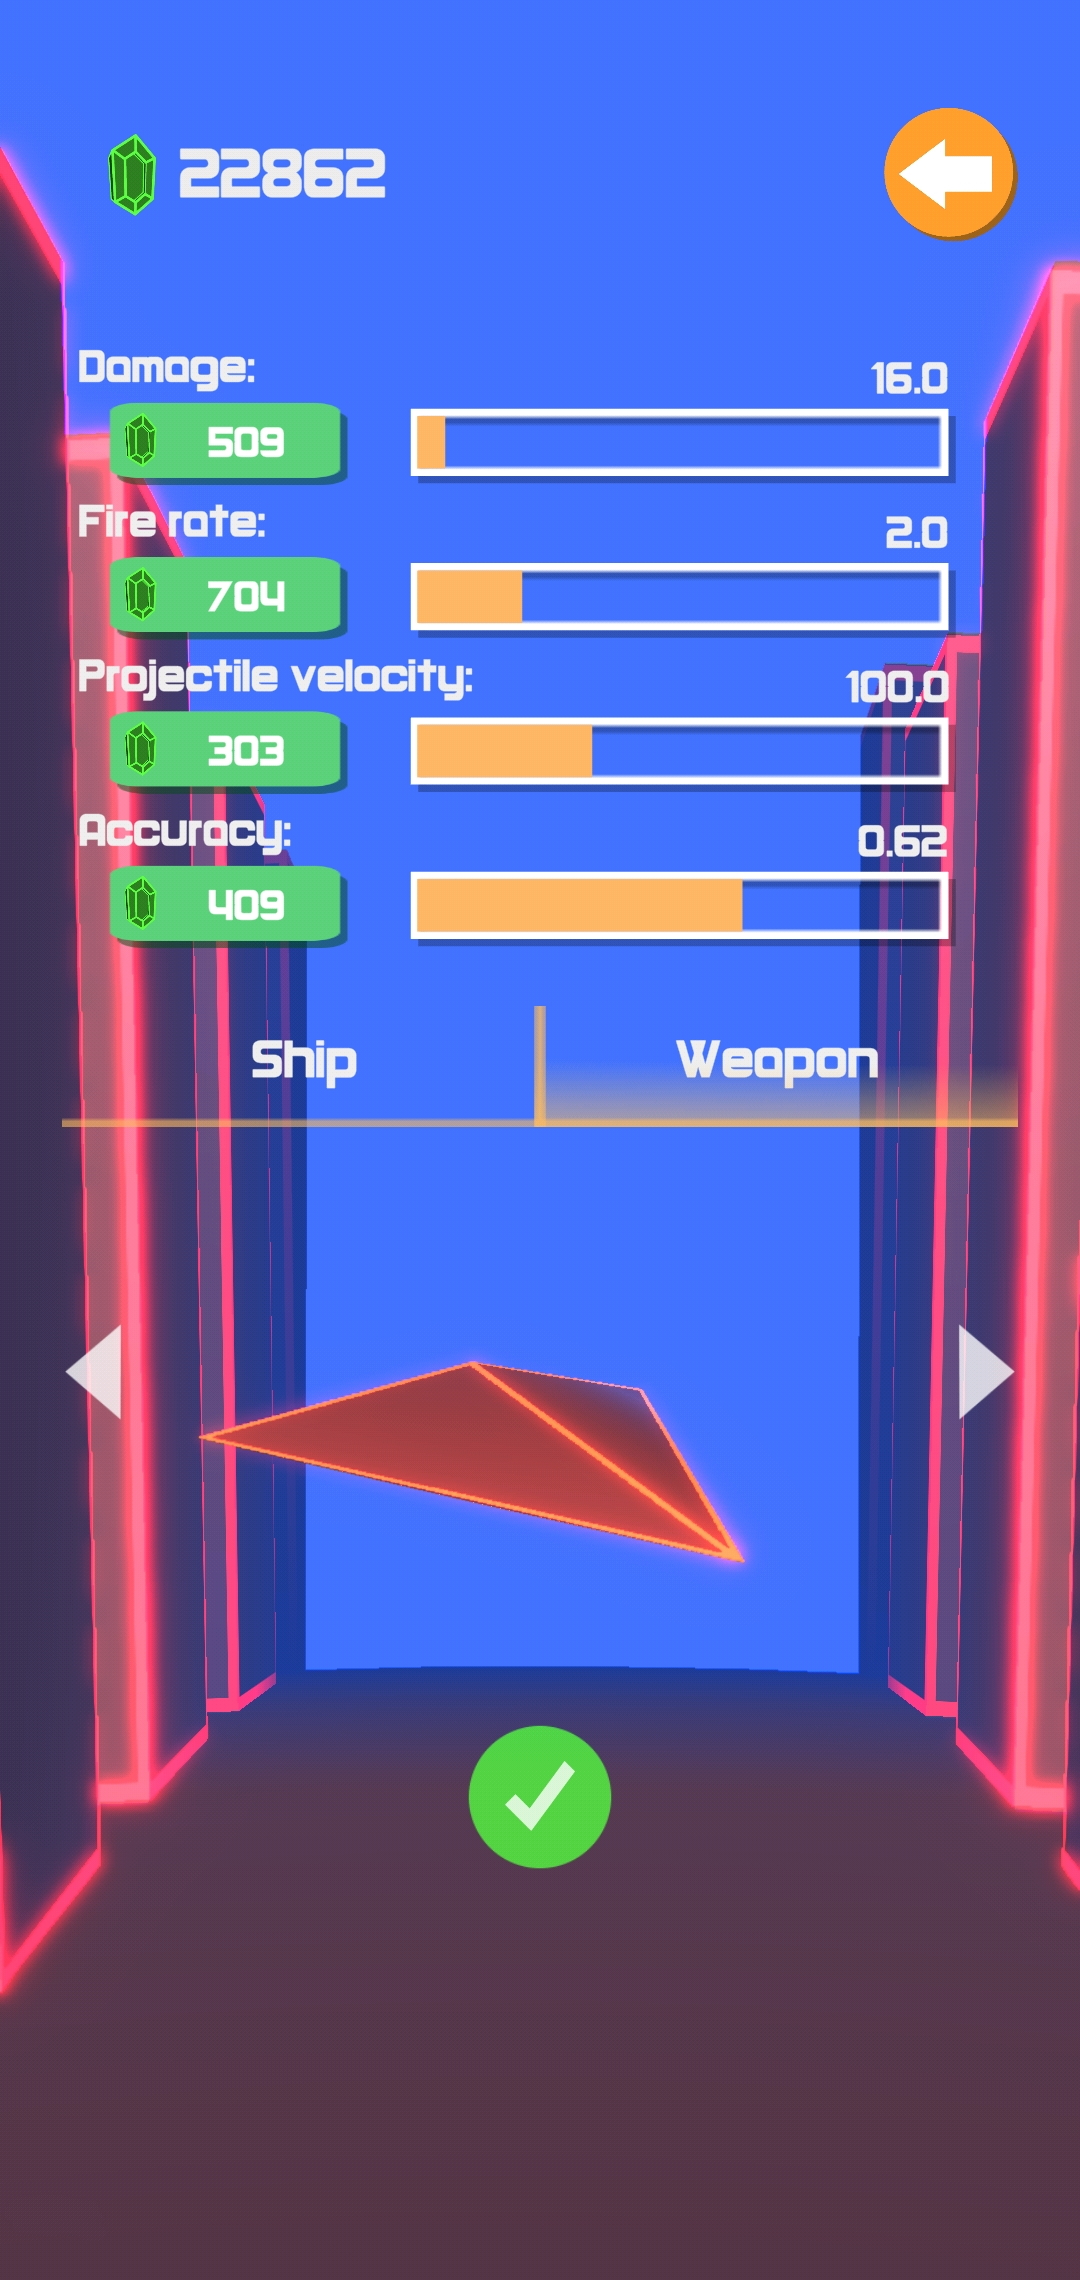 22862
Damage:
16.0
509
Fire rate:
2.0
704
Projectile velocity:
100.0
303
Accuracy:
0.62
409
Ship
Weapon